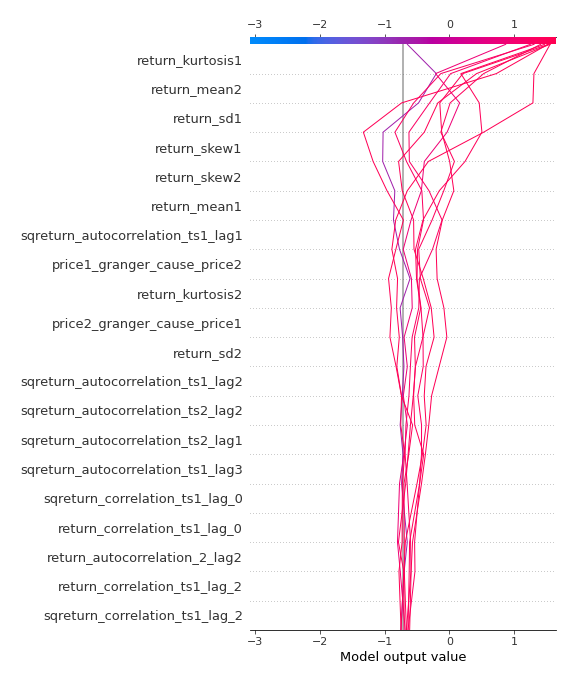 −3 −2 −1 0 1
return_kurtosis1
return_mean2
return_sd1
return_skew1
return_skew2
return_mean1
sqreturn_autocorrelation_ts1_lag1
price1_granger_cause_price2
return_kurtosis2
price2_granger_cause_price1
return_sd2
sqreturn_autocorrelation_ts1_lag2
sqreturn_autocorrelation_ts2_lag2
sqreturn_autocorrelation_ts2_lag1
sqreturn_autocorrelation_ts1_lag3
sqreturn_correlation_ts1_lag_0
return_correlation_ts1_lag_0
return_autocorrelation_2_lag2
return_correlation_ts1_lag_2
sqreturn_correlation_ts1_lag_2
−3 −2 −1 0 1
Model output value